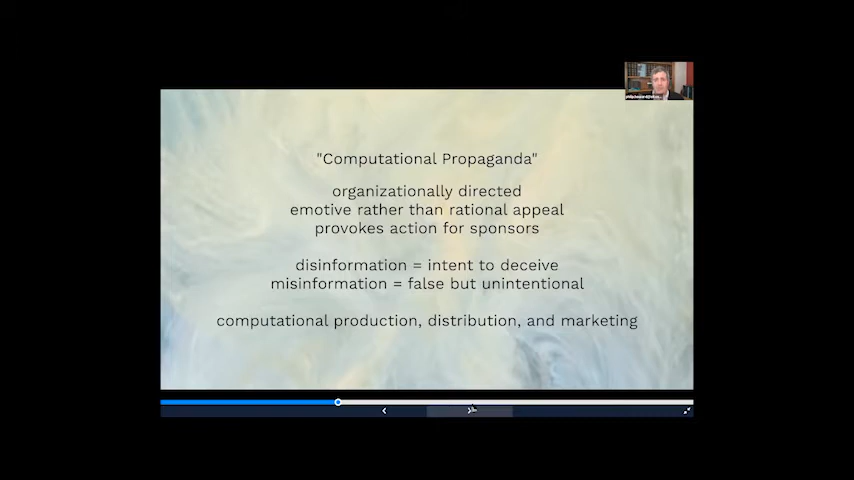 "Computational Propaganda"
organizationally directed
emotive rather than rational appeal
provokes action for sponsors
disinformation = intent to deceive
misinformation = false but unintentional
computational production, distribution, and marketing